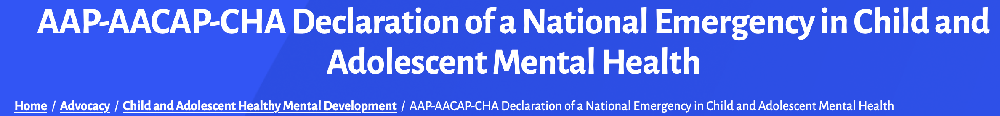 AAP-AACAP-CHA Declaration of a National Emergency in Child and
Adolescent Mental Health
Home / Advocacy / Child and Adolescent Healthy Mental Development / AAP-AACAP-CHA Declaration of a National Emergency in Child and Adolescent Mental Health